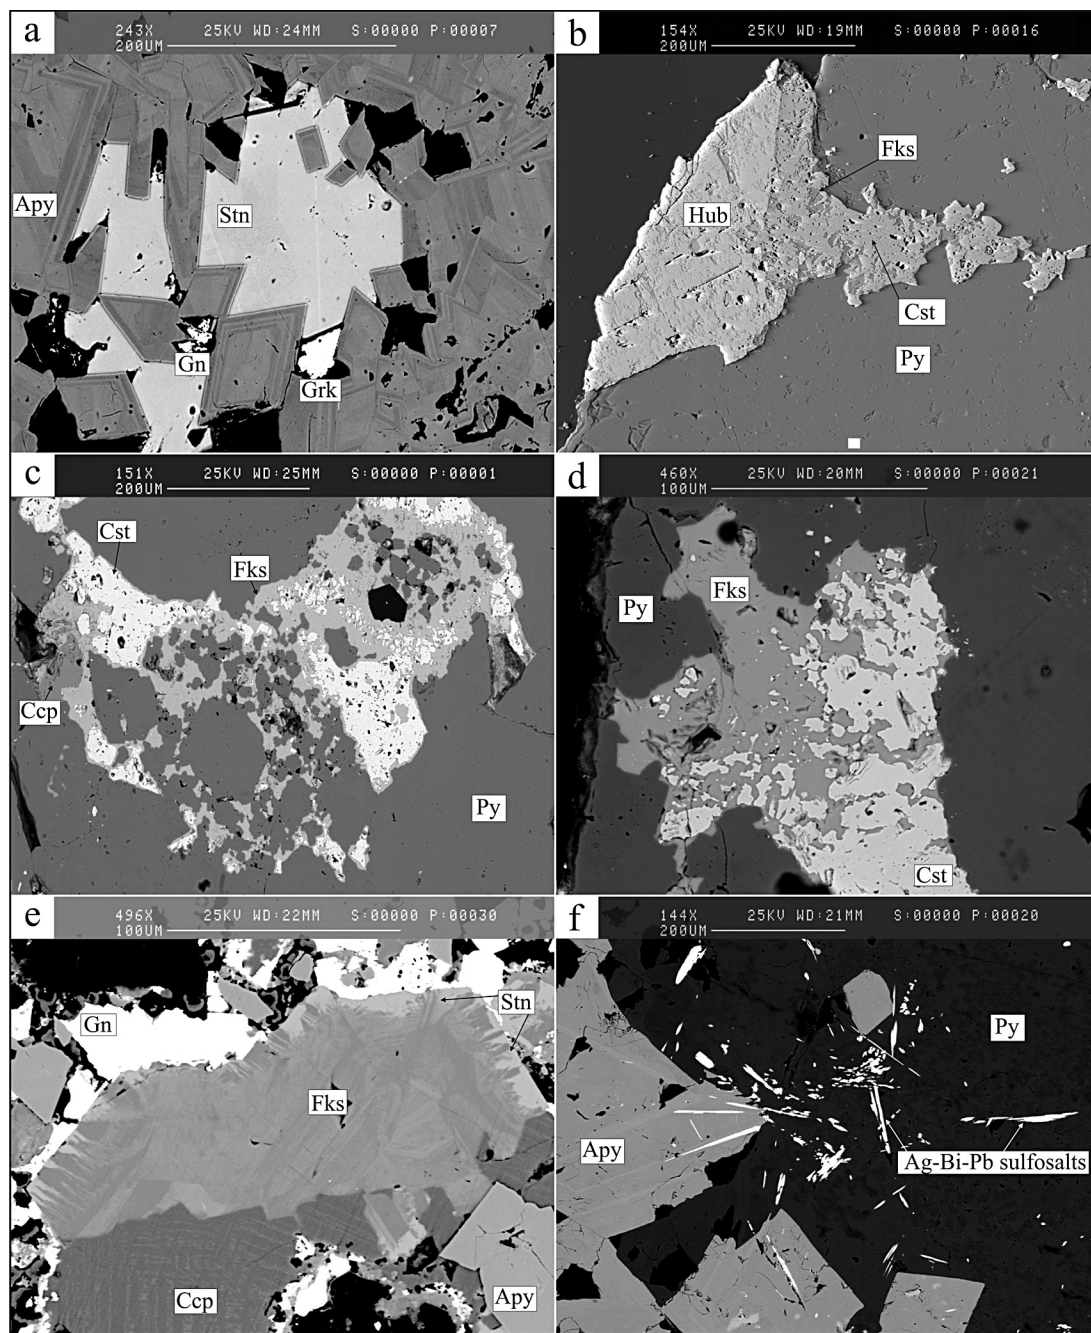 a
243X 25KV WD:24MM S:00000 P:00007
200UM
Apy
Stn
Gn
Grk
b
154X 25KV WD:19MM S:00000 P:00016
200UM
Fks
Hub
Cst
Py
c
151X 25KV WD:25MM S:00000 P:00001
200UM
Cst
Fks
Ccp
Py
d
460X 25KV WD:20MM S:00000 P:00021
100UM
Py
Fks
Cst
e
496X 25KV WD:22MM S:00000 P:00030
100UM
Gn
Stn
Fks
Ccp
Apy
f
144X 25KV WD:21MM S:00000 P:00020
200UM
Py
Apy
Ag-Bi-Pb sulfosalts